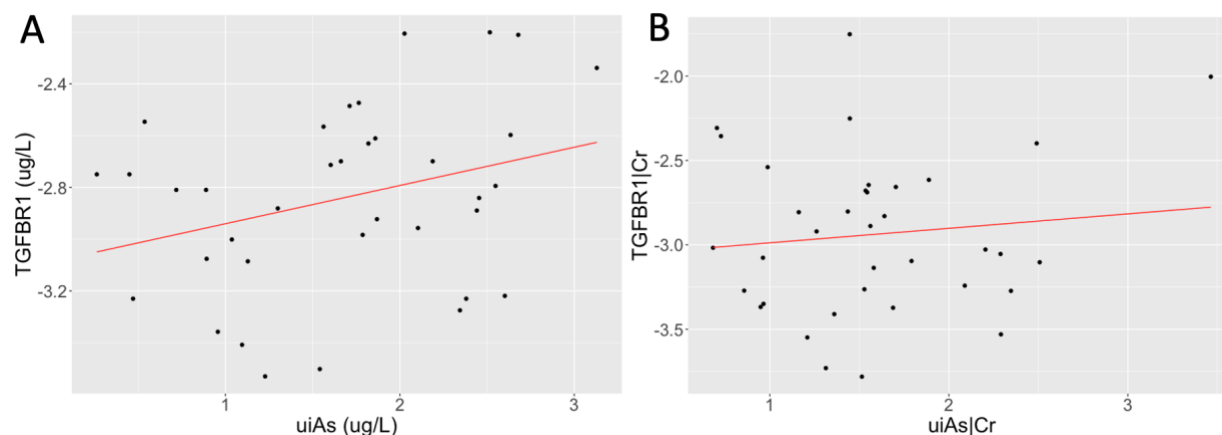 A
TGFBR1 (ug/L)
-2.4
-2.8
-3.2
1 2 3
uiAs (ug/L)
B
TGFBR1|Cr
-2.0
-2.5
-3.0
-3.5
1 2 3
uiAs|Cr